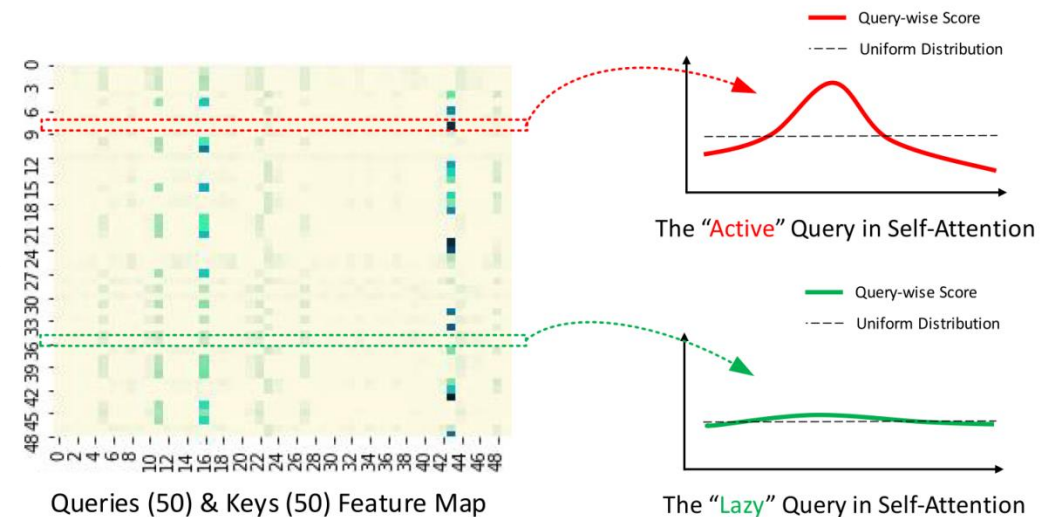 Query-wise Score
Uniform Distribution
0
3
6
9
12
15
18
21
24
27
30
33
36
39
42
45
48
0 2 4 6 8 10 12 14 16 18 20 22 24 26 28 30 32 34 36 38 40 42 44 46 48
Queries (50) & Keys (50) Feature Map
The “Active” Query in Self-Attention
Query-wise Score
Uniform Distribution
The “Lazy” Query in Self-Attention